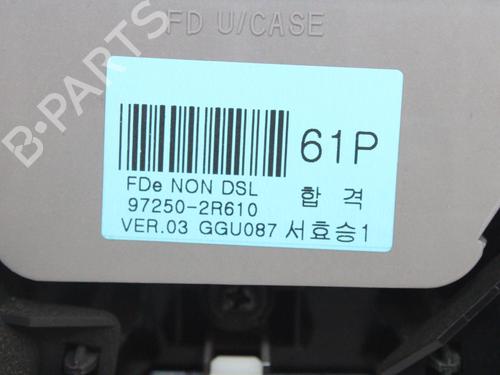 FD U/CASE
B-PARTS
61P
FDe NON DSL
합 격
97250-2R610
VER.03 GGU087 서효승1